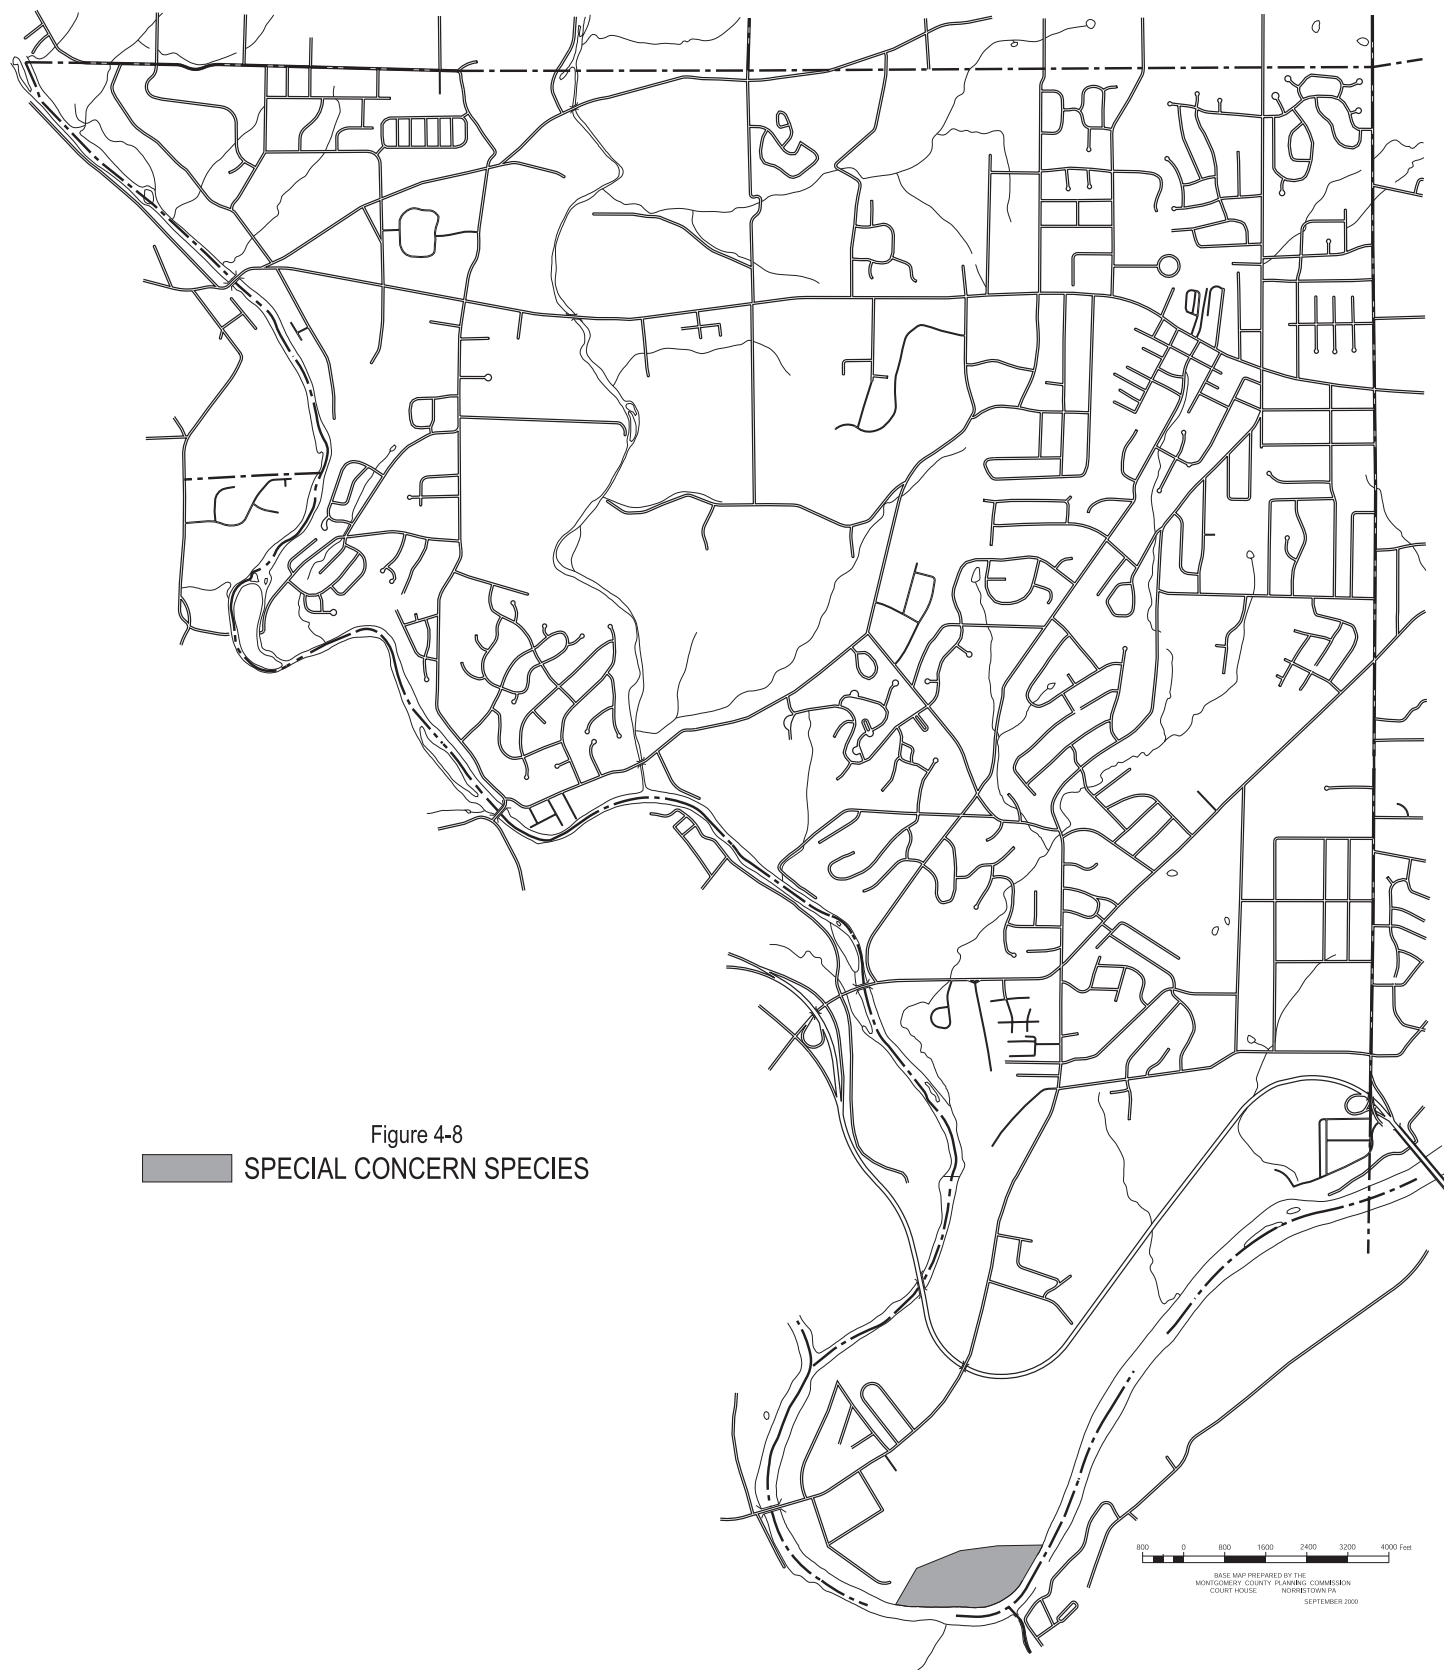 Figure 4-8
SPECIAL CONCERN SPECIES
800 0 800 1600 2400 3200 4000 Feet
BASE MAP PREPARED BY THE
MONTGOMERY COUNTY PLANNING COMMISSION
COURT HOUSE NORRISTOWN PA
SEPTEMBER 2000